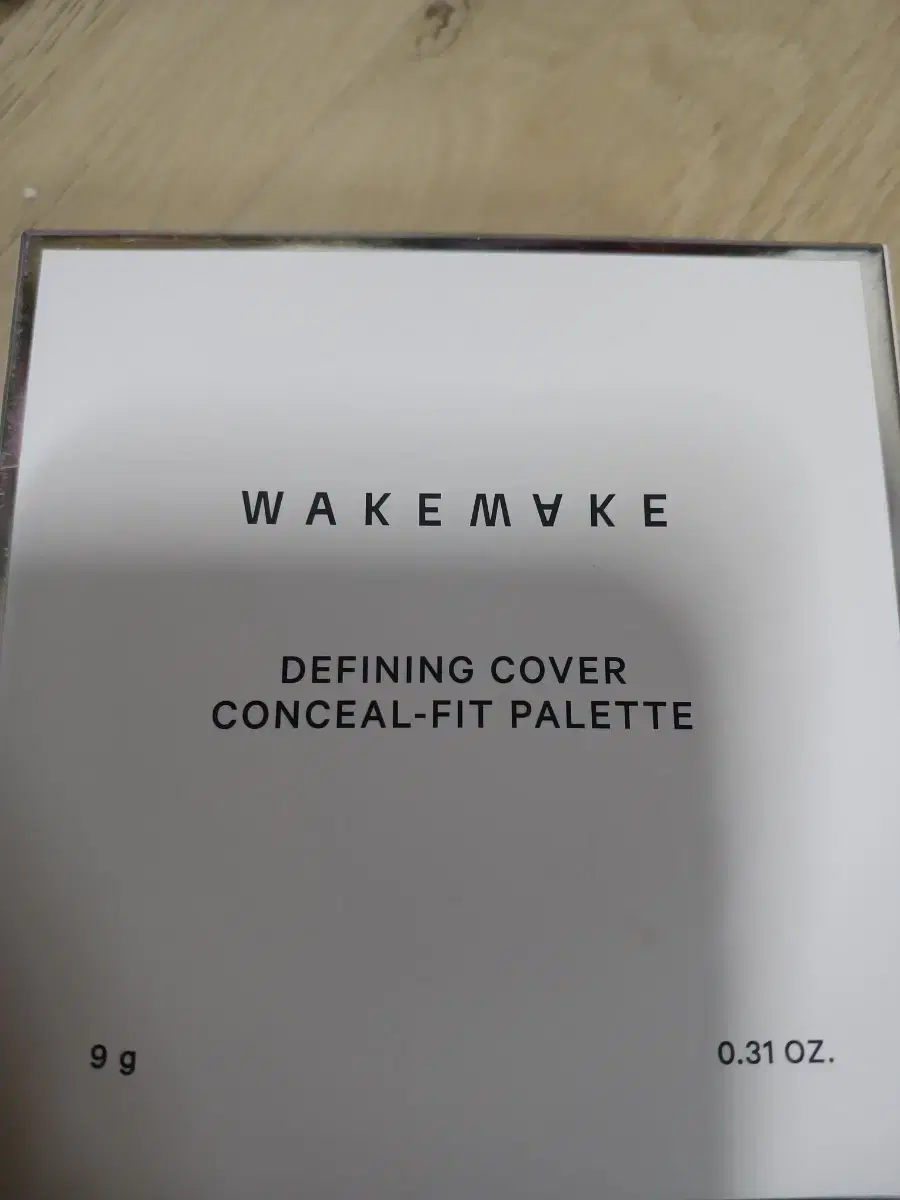 WAKEMAKE
DEFINING COVER
CONCEAL-FIT PALETTE
9 g
0.31 OZ.